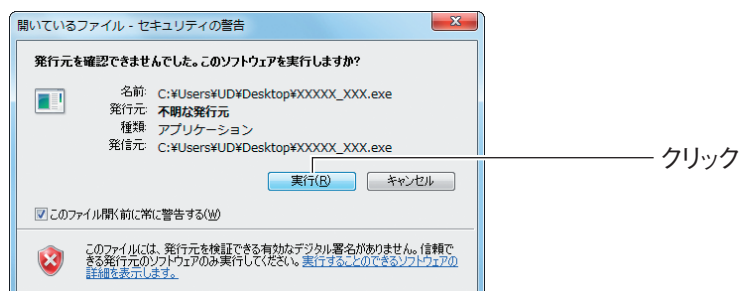 開いているファイル - セキュリティの警告
発行元を確認できませんでした。このソフトウェアを実行しますか?
名前: C:¥Users¥UD¥Desktop¥XXXXX_XXX.exe
発行元: 不明な発行元
種類: アプリケーション
発信元: C:¥Users¥UD¥Desktop¥XXXXX_XXX.exe
実行(R) キャンセル
クリック
このファイル開く前に常に警告する(W)
このファイルには、発行元を検証できる有効なデジタル署名がありません。信頼で
きる発行元のソフトウェアのみ実行してください。実行することのできるソフトウェアの
詳細を表示します。